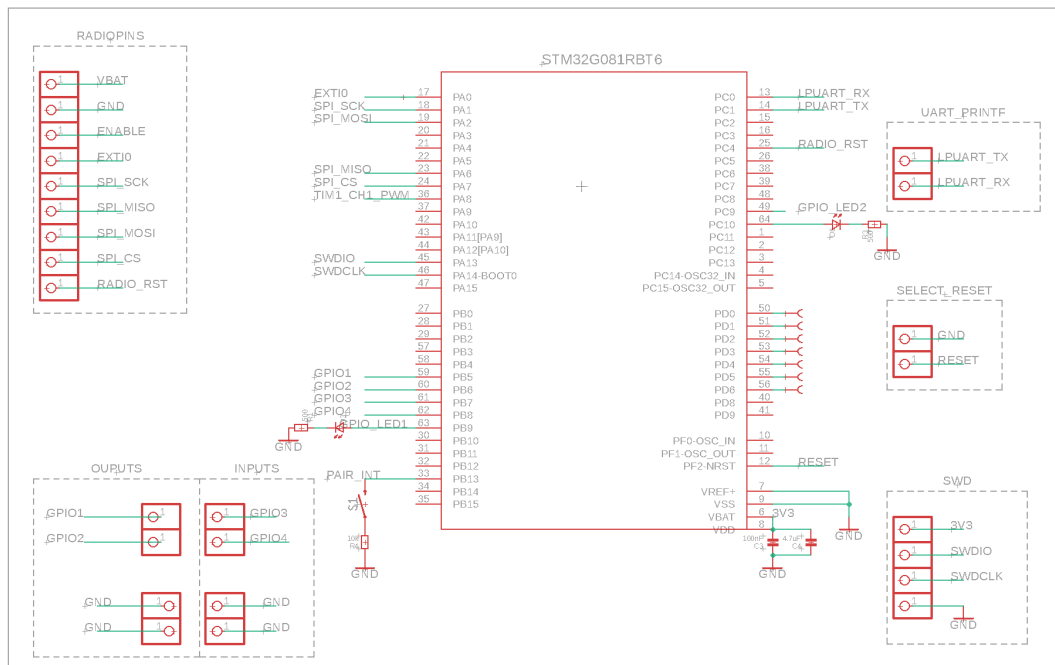 RADIOPINS
1 VBAT
1 GND
1 ENABLE
1 EXTI0
1 SPI_SCK
1 SPI_MISO
1 SPI_MOSI
1 SPI_CS
1 RADIO_RST
STM32G081RBT6
EXTI0 17 PA0
SPI_SCK 18 PA1
SPI_MOSI 19 PA2
20 PA3
21 PA4
22 PA5
SPI_MISO 23 PA6
SPI_CS 24 PA7
TIM1_CH1_PWM 36 PA8
37 PA9
42 PA10
43 PA11[PA9]
44 PA12[PA10]
SWDIO 45 PA13
SWDCLK 46 PA14-BOOT0
47 PA15
27 PB0
28 PB1
29 PB2
57 PB3
58 PB4
GPIO1 59 PB5
GPIO2 60 PB6
GPIO3 61 PB7
GPIO4 62 PB8
GPIO_LED1 63 PB9
30 PB10
31 PB11
32 PB12
PAIR_INT 33 PB13
34 PB14
35 PB15
GND
S1
R4
GND
PC0 13 LPUART_RX
PC1 14 LPUART_TX
PC2 15
PC3 16
PC4 25 RADIO_RST
PC5 26
PC6 38
PC7 39
PC8 48
PC9 49 GPIO_LED2
PC10 64
PC11 1
PC12 2
PC13 3
PC14-OSC32_IN 4
PC15-OSC32_OUT 5
PD0 50
PD1 51
PD2 52
PD3 53
PD4 54
PD5 55
PD6 56
PD8 40
PD9 41
PF0-OSC_IN 10
PF1-OSC_OUT 11
PF2-NRST 12 RESET
VREF+ 7
VSS 9
VBAT 6 3V3
VDD 8
100nF
C3
4.7uF
C4
GND
GND
GND
UART_PRINTF
1 LPUART_TX
1 LPUART_RX
SELECT_RESET
1 GND
1 RESET
SWD
1 3V3
1 SWDIO
1 SWDCLK
1
GND
OUPUTS
GPIO1 1
GPIO2 1
GND 1
GND 1
INPUTS
1 GPIO3
1 GPIO4
1 GND
1 GND